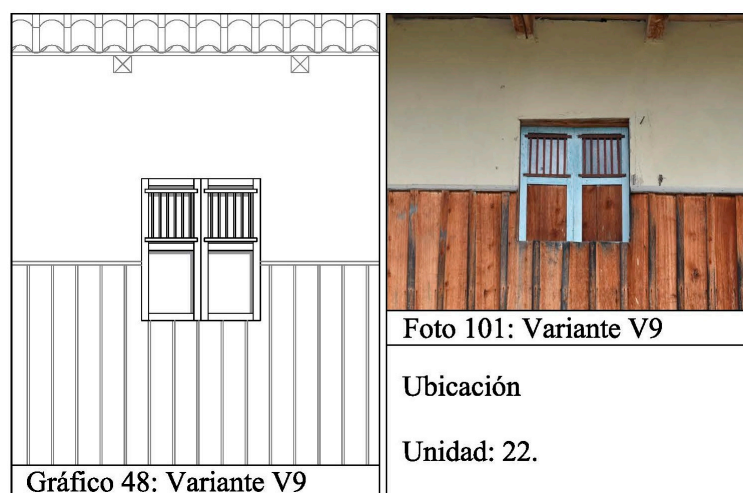 Gráfico 48: Variante V9
Foto 101: Variante V9
Ubicación
Unidad: 22.